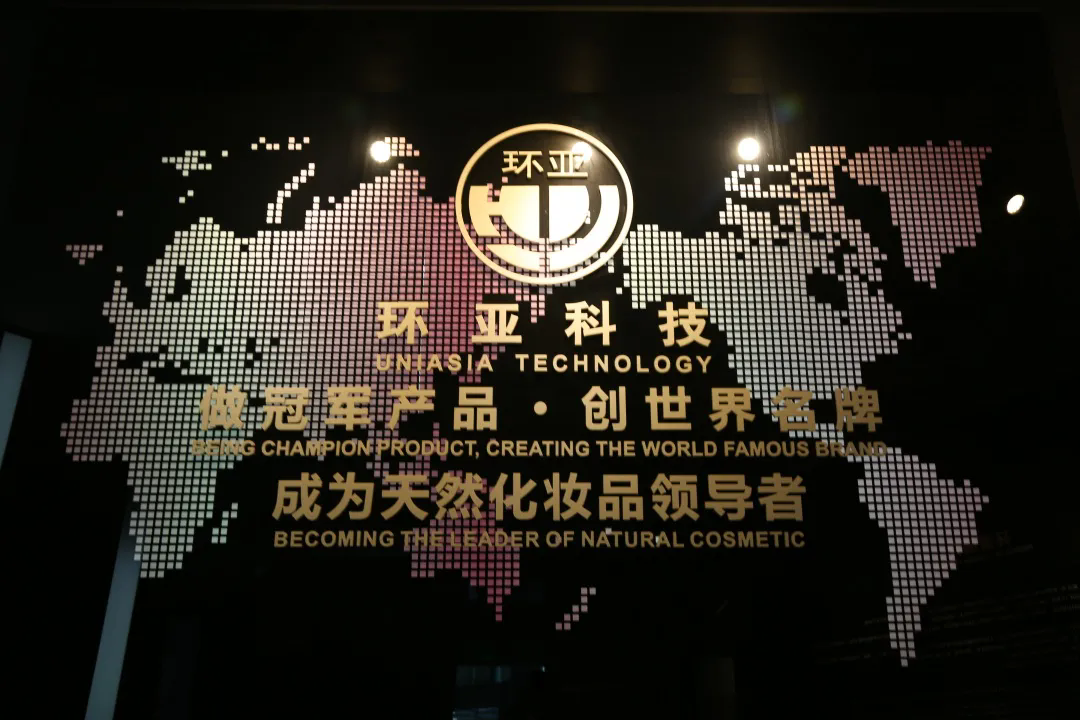 环亚
环亚科技
UNIASIA TECHNOLOGY
做冠军产品·创世界名牌
BEING CHAMPION PRODUCT, CREATING THE WORLD FAMOUS BRAND
成为天然化妆品领导者
BECOMING THE LEADER OF NATURAL COSMETIC